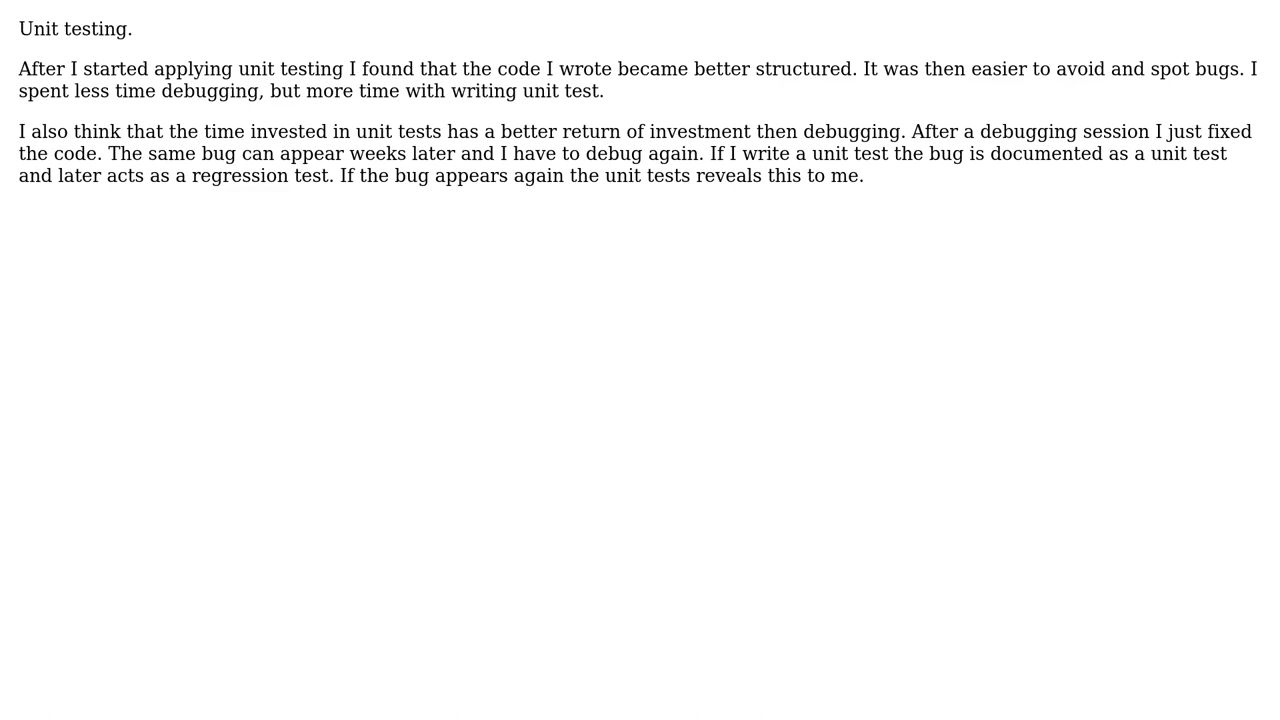 Unit testing.
After I started applying unit testing I found that the code I wrote became better structured. It was then easier to avoid and spot bugs. I
spent less time debugging, but more time with writing unit test.
I also think that the time invested in unit tests has a better return of investment then debugging. After a debugging session I just fixed
the code. The same bug can appear weeks later and I have to debug again. If I write a unit test the bug is documented as a unit test
and later acts as a regression test. If the bug appears again the unit tests reveals this to me.